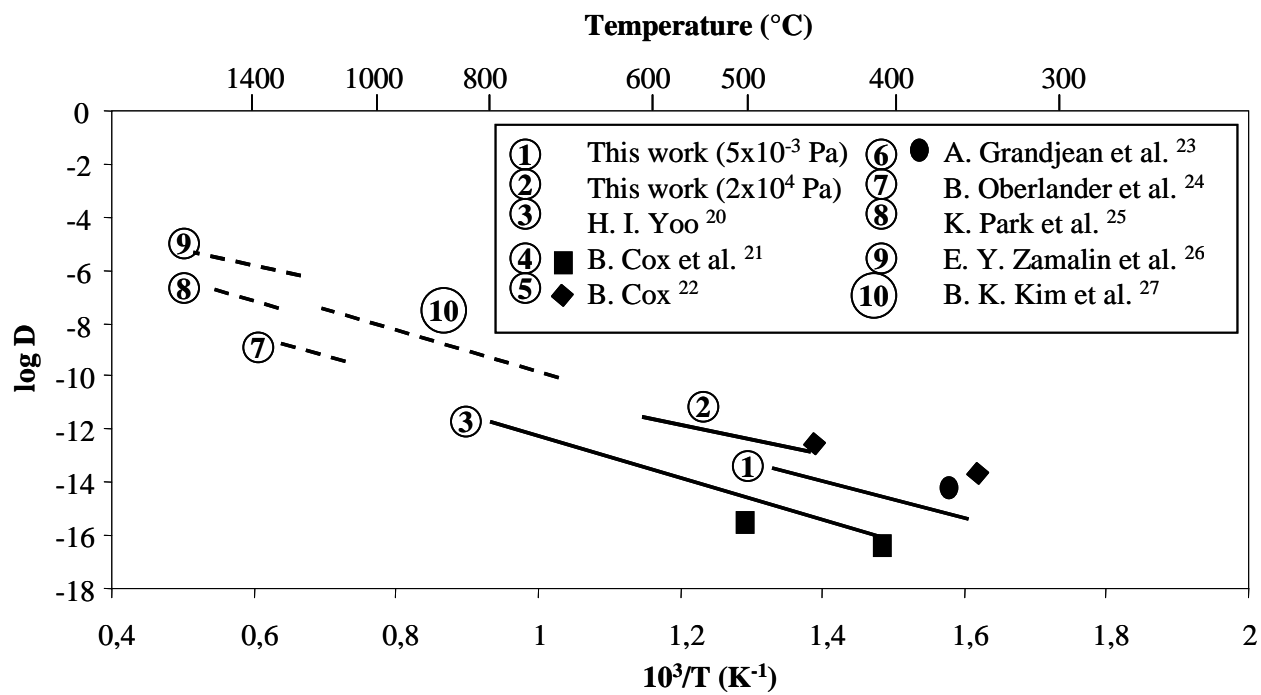 Temperature (°C)
1400 1000 800 600 500 400 300
0
-2
-4
-6
-8
-10
-12
-14
-16
-18
log D
1 This work (5x10⁻³ Pa)
2 This work (2x10⁴ Pa)
3 H. I. Yoo ²⁰
4 B. Cox et al. ²¹
5 B. Cox ²²
6 A. Grandjean et al. ²³
7 B. Oberlander et al. ²⁴
8 K. Park et al. ²⁵
9 E. Y. Zamalin et al. ²⁶
10 B. K. Kim et al. ²⁷
9
8
7
10
3
2
1
0,4 0,6 0,8 1 1,2 1,4 1,6 1,8 2
10³/T (K⁻¹)